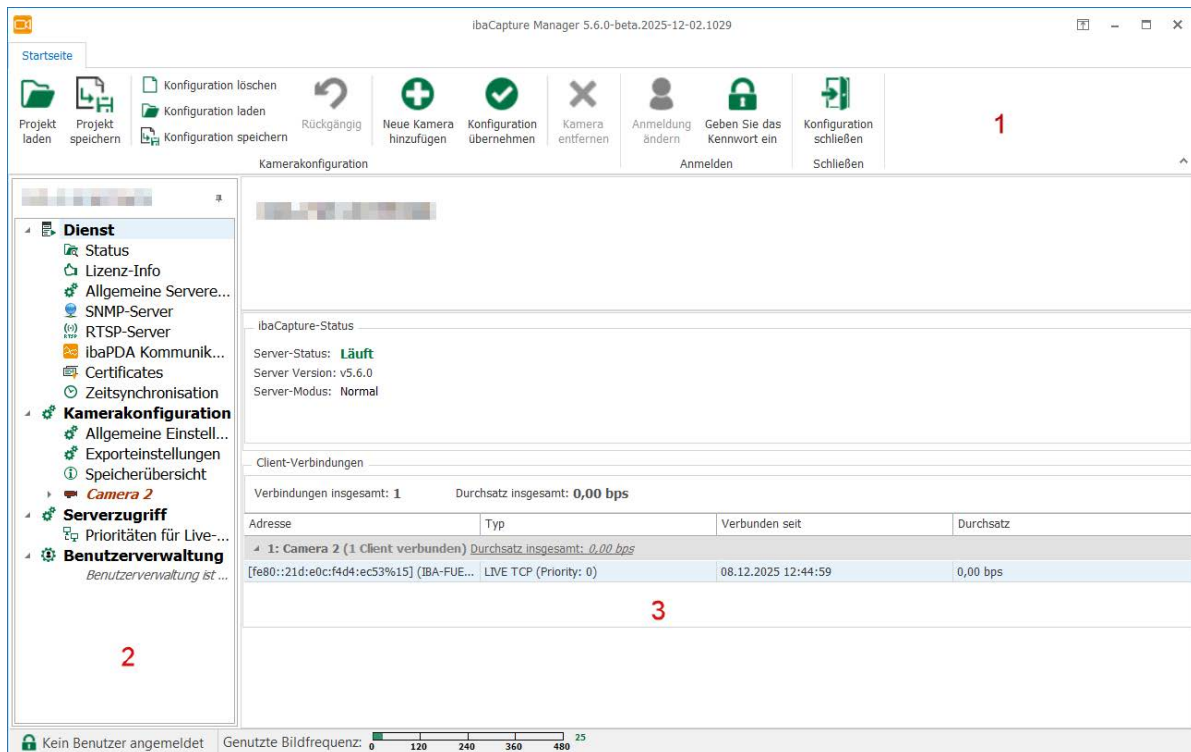 ibaCapture Manager 5.6.0-beta.2025-12-02.1029
Startseite
Projekt laden
Projekt speichern
Konfiguration löschen
Konfiguration laden
Konfiguration speichern
Rückgängig
Neue Kamera hinzufügen
Konfiguration übernehmen
Kamera entfernen
Anmeldung ändern
Geben Sie das Kennwort ein
Konfiguration schließen
1
Kamerakonfiguration
Anmelden
Schließen
Dienst
Status
Lizenz-Info
Allgemeine Servere...
SNMP-Server
RTSP-Server
ibaPDA Kommunik...
Certificates
Zeitsynchronisation
Kamerakonfiguration
Allgemeine Einstell...
Exporteinstellungen
Speicherübersicht
Camera 2
Serverzugriff
Prioritäten für Live-...
Benutzerverwaltung
Benutzerverwaltung ist ...
2
ibaCapture-Status
Server-Status: Läuft
Server Version: v5.6.0
Server-Modus: Normal
Client-Verbindungen
Verbindungen insgesamt: 1 Durchsatz insgesamt: 0,00 bps
Adresse Typ Verbunden seit Durchsatz
1: Camera 2 (1 Client verbunden) Durchsatz insgesamt: 0,00 bps
[fe80::21d:e0c:f4d4:ec53%15] (IBA-FUE... LIVE TCP (Priority: 0) 08.12.2025 12:44:59 0,00 bps
3
Kein Benutzer angemeldet Genutzte Bildfrequenz: 0 120 240 360 480 25